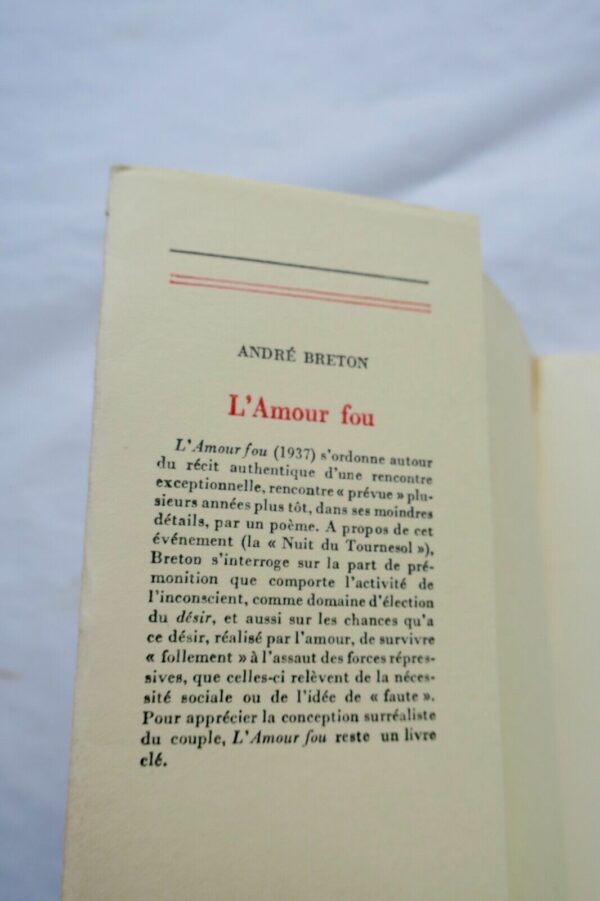 ANDRÉ BRETON
L'Amour fou
L'Amour fou (1937) s'ordonne autour
du récit authentique d'une rencontre
exceptionnelle, rencontre « prévue » plu-
sieurs années plus tôt, dans ses moindres
détails, par un poème. A propos de cet
événement (la « Nuit du Tournesol »),
Breton s'interroge sur la part de pré-
monition que comporte l'activité de
l'inconscient, comme domaine d'élection
du désir, et aussi sur les chances qu'a
ce désir, réalisé par l'amour, de survivre
« follement » à l'assaut des forces répres-
sives, que celles-ci relèvent de la néces-
sité sociale ou de l'idée de « faute ».
Pour apprécier la conception surréaliste
du couple, L'Amour fou reste un livre
clé.